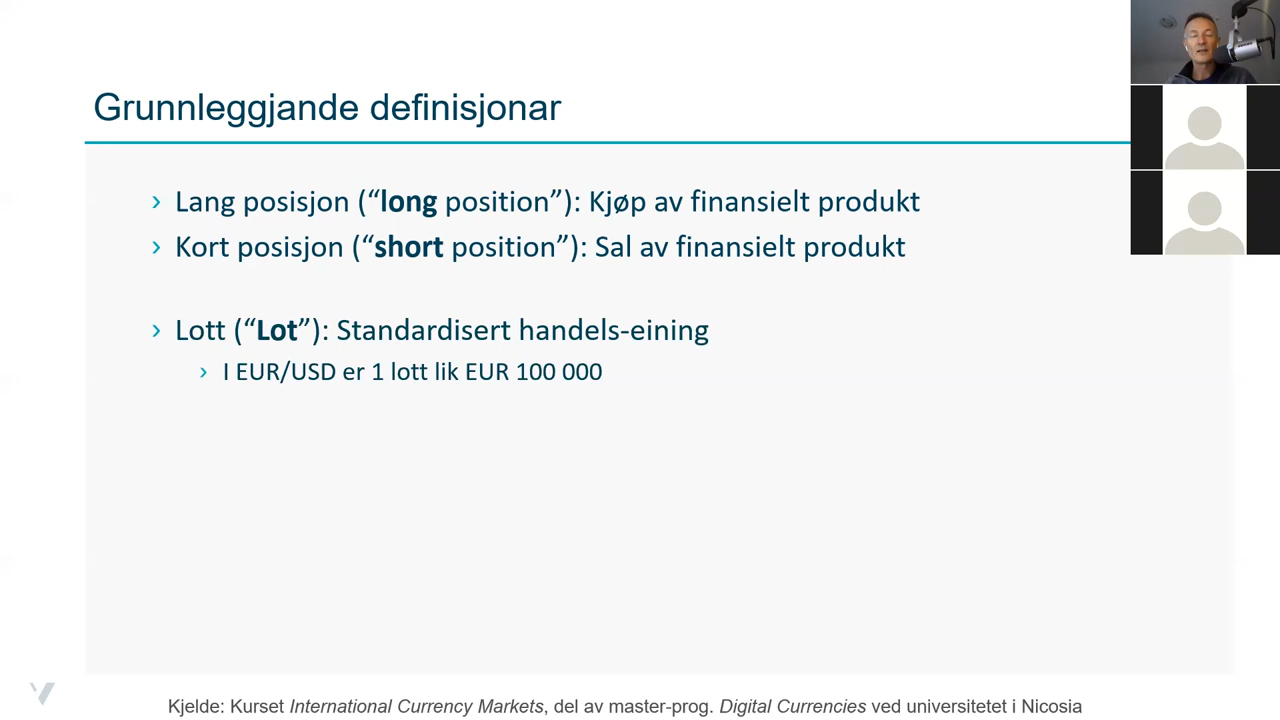 Grunnleggjande definisjonar
› Lang posisjon (“long position”): Kjøp av finansielt produkt
› Kort posisjon (“short position”): Sal av finansielt produkt
› Lott (“Lot”): Standardisert handels-eining
› I EUR/USD er 1 lott lik EUR 100 000
Kjelde: Kurset International Currency Markets, del av master-prog. Digital Currencies ved universitetet i Nicosia